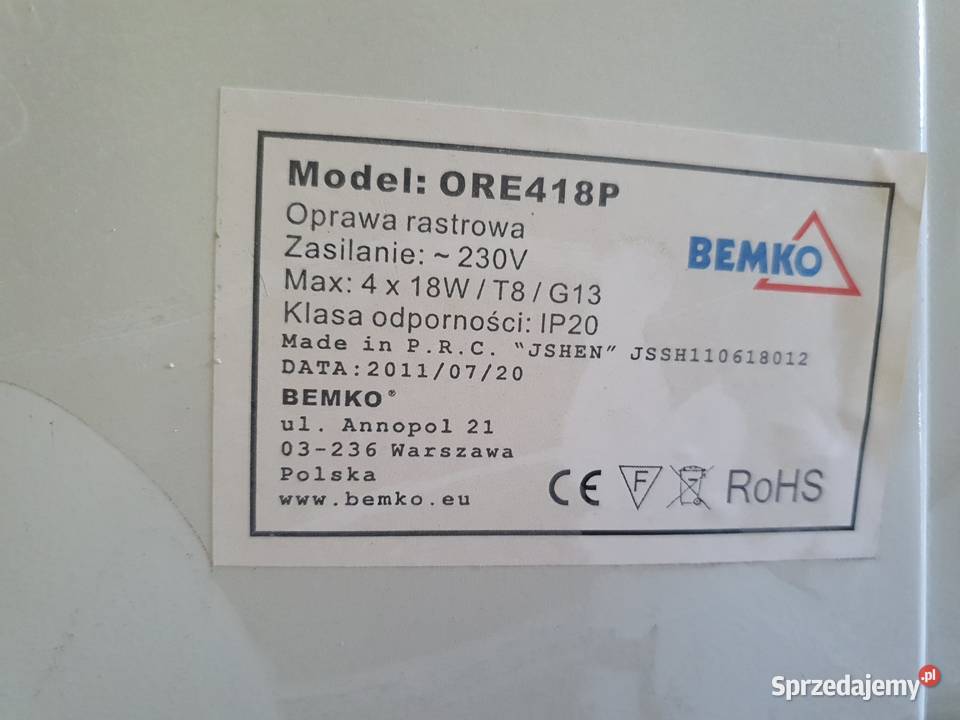 Model: ORE418P
Oprawa rastrowa
Zasilanie: ~ 230V
Max: 4 x 18W / T8 / G13
Klasa odporności: IP20
Made in P.R.C. "JSHEN" JSSH110618012
DATA:2011/07/20
BEMKO®
ul. Annopol 21
03-236 Warszawa
Polska
www.bemko.eu
BEMKO
CE F RoHS
Sprzedajemy.pl